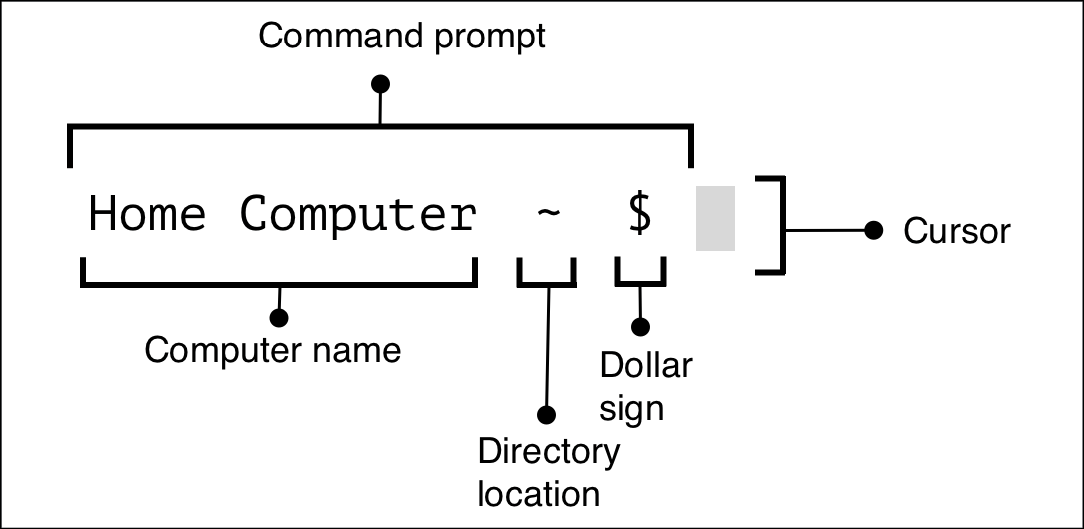 Command prompt
Home Computer ~ $
Cursor
Computer name
Dollar
sign
Directory
location